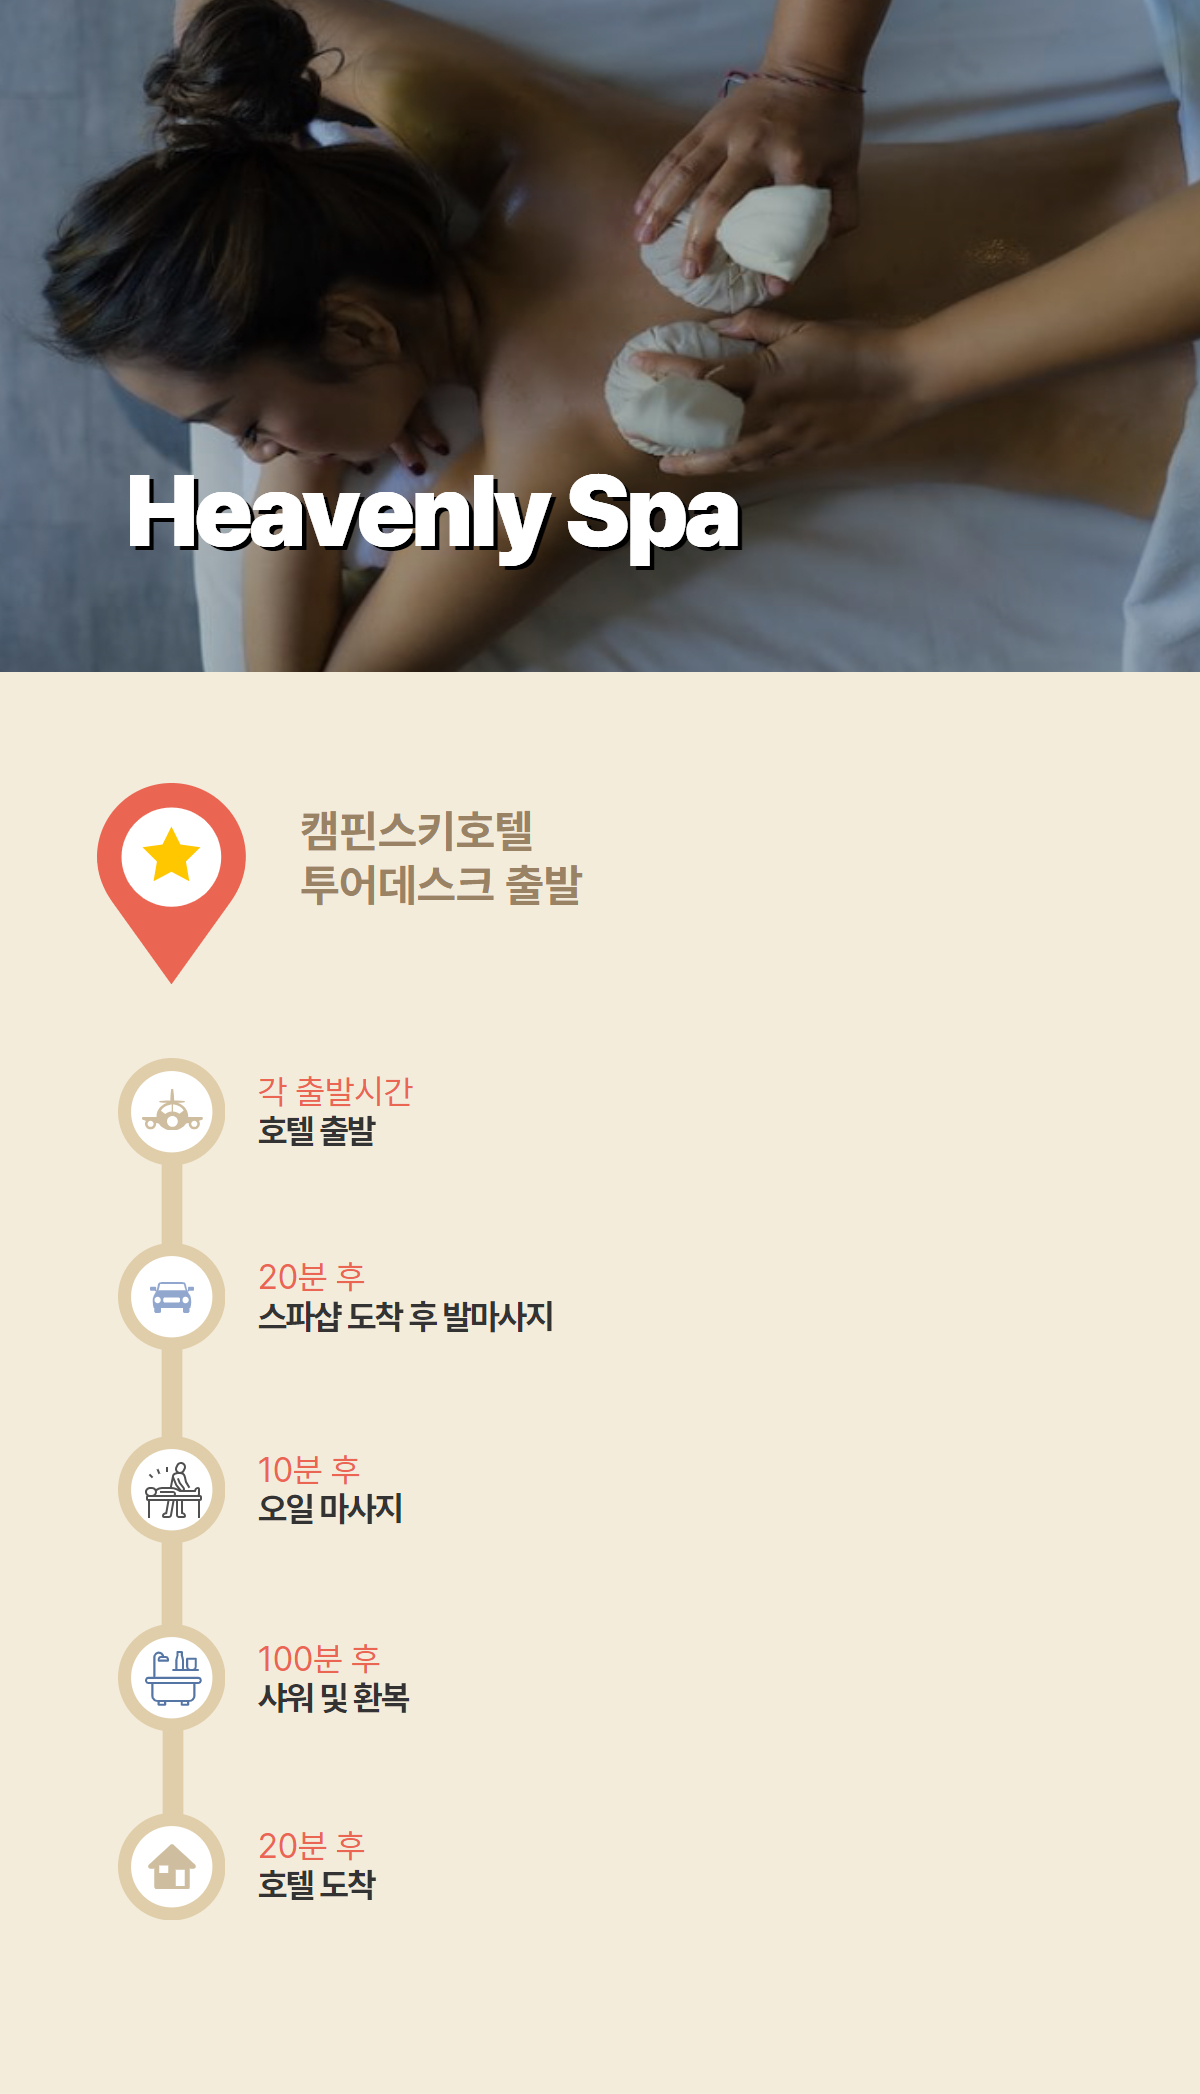 Heavenly Spa
캠핀스키호텔
투어데스크 출발
각 출발시간
호텔 출발
20분 후
스파샵 도착 후 발마사지
10분 후
오일 마사지
100분 후
샤워 및 환복
20분 후
호텔 도착